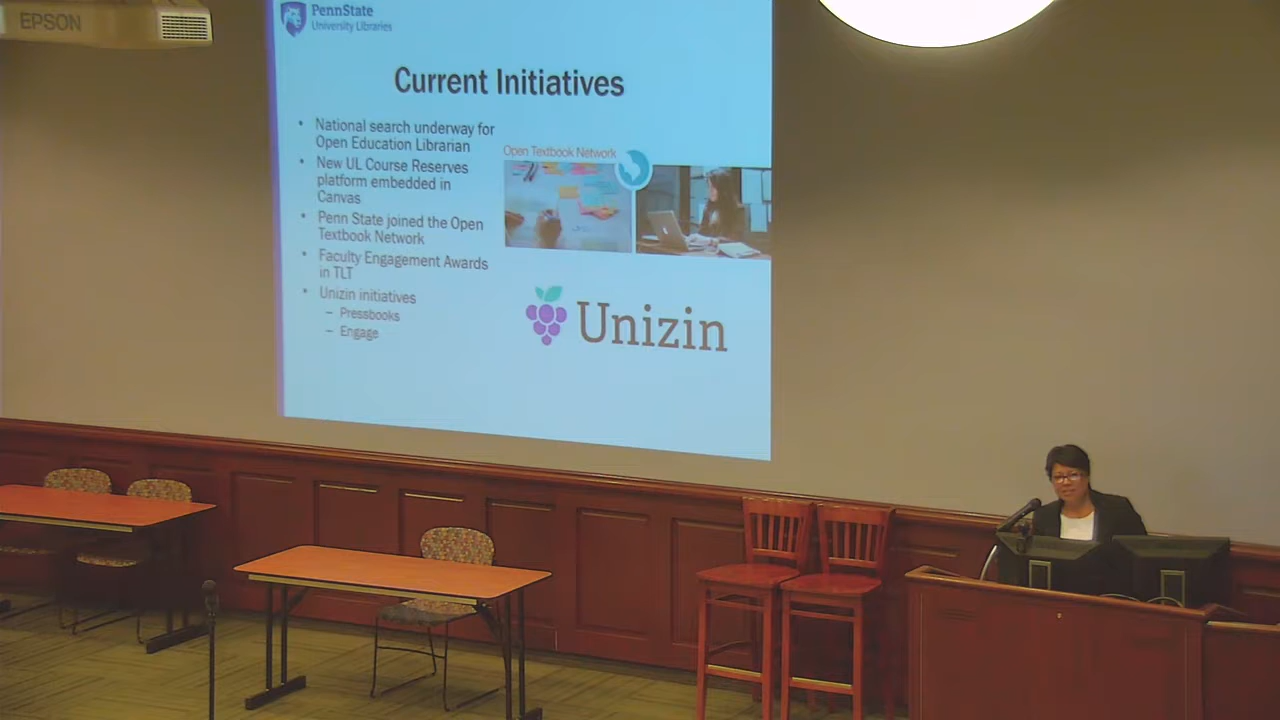 EPSON
PennState
University Libraries
Current Initiatives
• National search underway for
Open Education Librarian
• New UL Course Reserves
platform embedded in
Canvas
• Penn State joined the Open
Textbook Network
• Faculty Engagement Awards
in TLT
• Unizin initiatives
– Pressbooks
– Engage
Open Textbook Network
Unizin